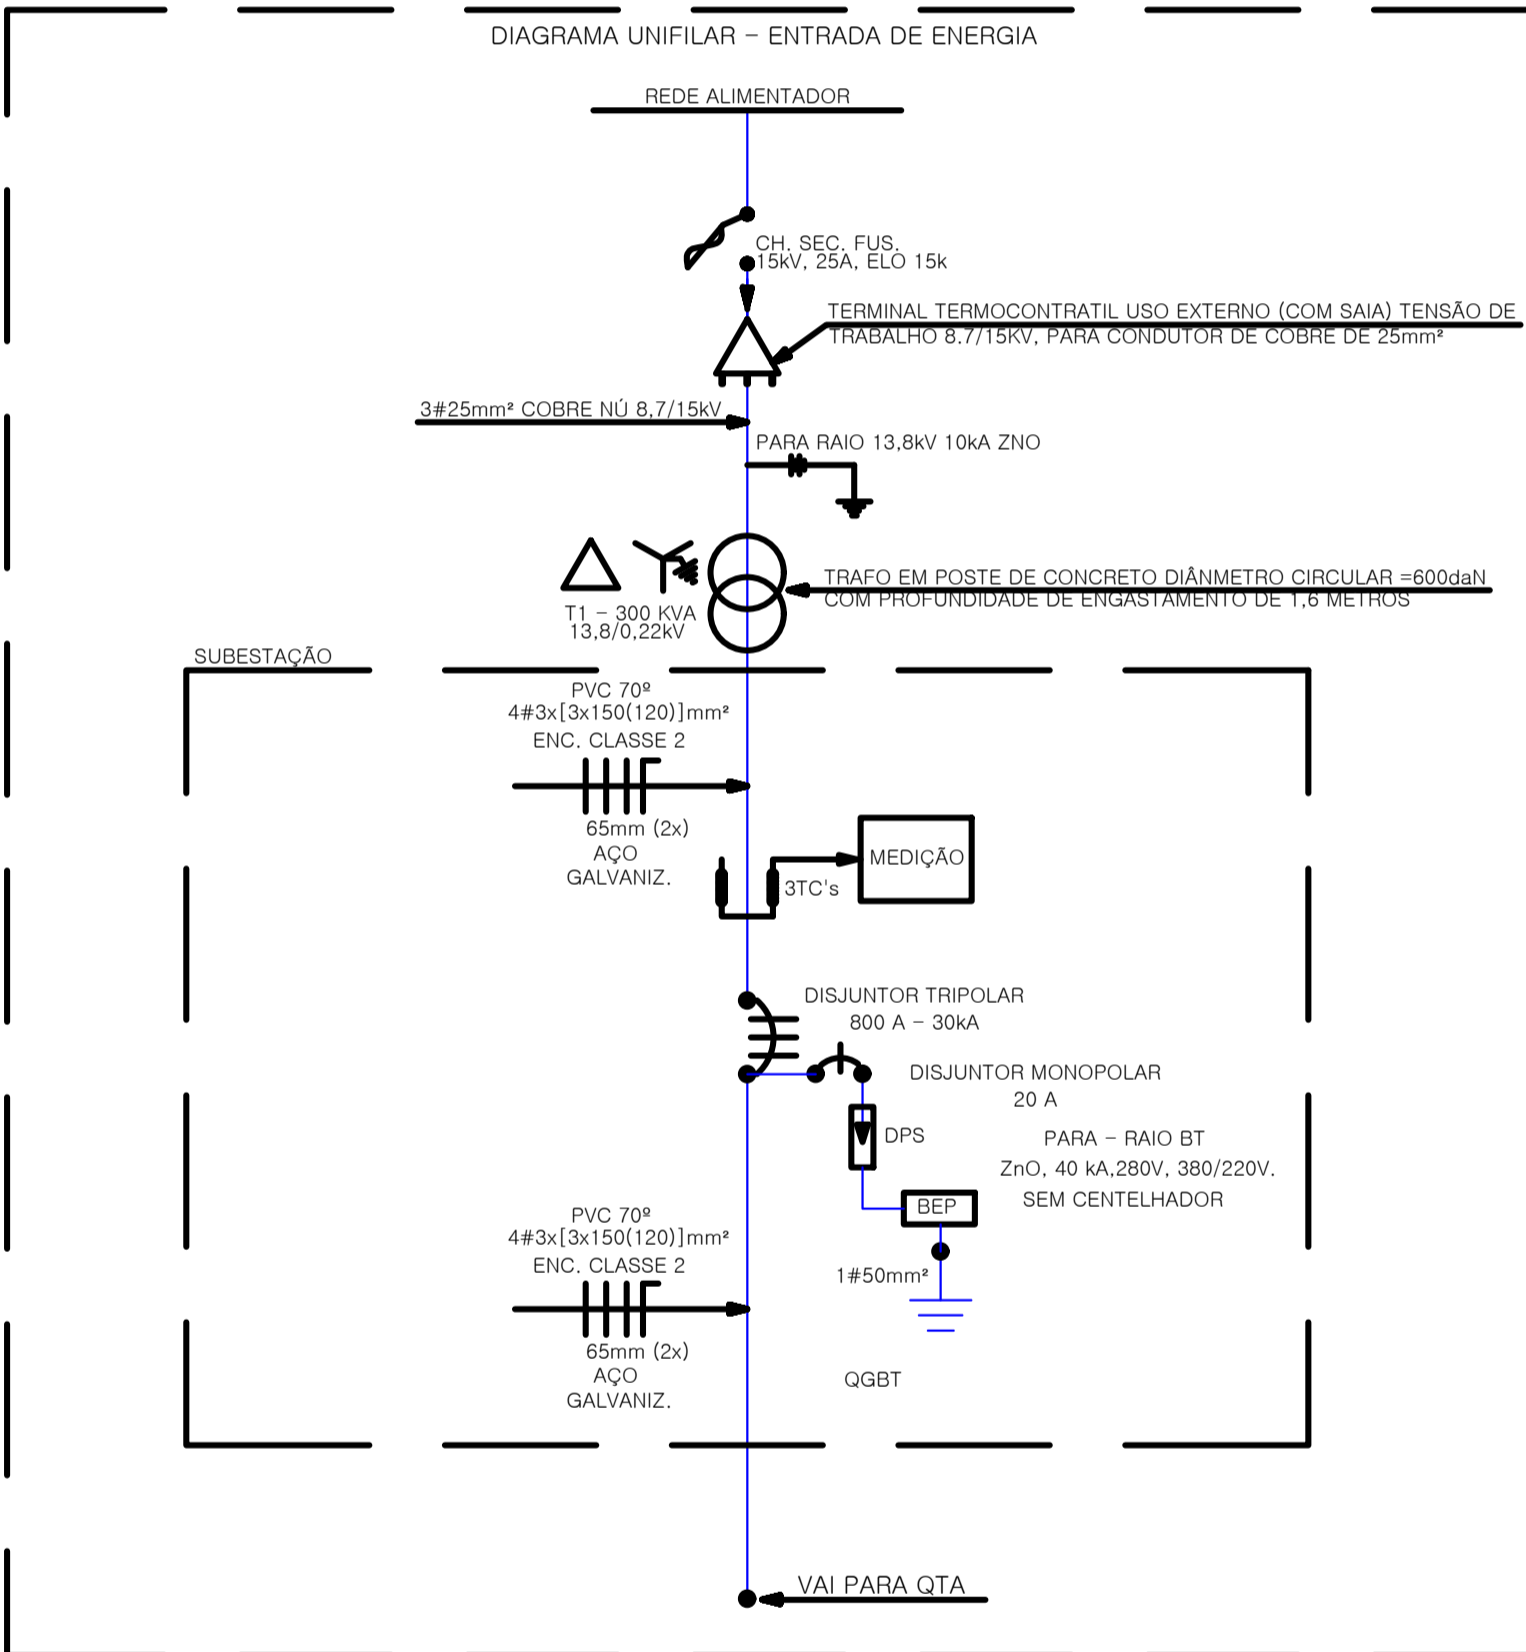 DIAGRAMA UNIFILAR - ENTRADA DE ENERGIA
REDE ALIMENTADOR
CH. SEC. FUS.
15kV, 25A, ELO 15k
TERMINAL TERMOCONTRATIL USO EXTERNO (COM SAIA) TENSÃO DE
TRABALHO 8.7/15KV, PARA CONDUTOR DE COBRE DE 25mm²
3#25mm² COBRE NÚ 8,7/15kV
PARA RAIO 13,8kV 10kA ZNO
TRAFO EM POSTE DE CONCRETO DIÂNMETRO CIRCULAR =600daN
COM PROFUNDIDADE DE ENGASTAMENTO DE 1,6 METROS
T1 - 300 KVA
13,8/0,22kV
SUBESTAÇÃO
PVC 70º
4#3x[3x150(120)]mm²
ENC. CLASSE 2
65mm (2x)
AÇO
GALVANIZ.
MEDIÇÃO
3TC's
DISJUNTOR TRIPOLAR
800 A - 30kA
DISJUNTOR MONOPOLAR
20 A
DPS
PARA - RAIO BT
ZnO, 40 kA,280V, 380/220V.
SEM CENTELHADOR
BEP
1#50mm²
PVC 70º
4#3x[3x150(120)]mm²
ENC. CLASSE 2
65mm (2x)
AÇO
GALVANIZ.
QGBT
VAI PARA QTA